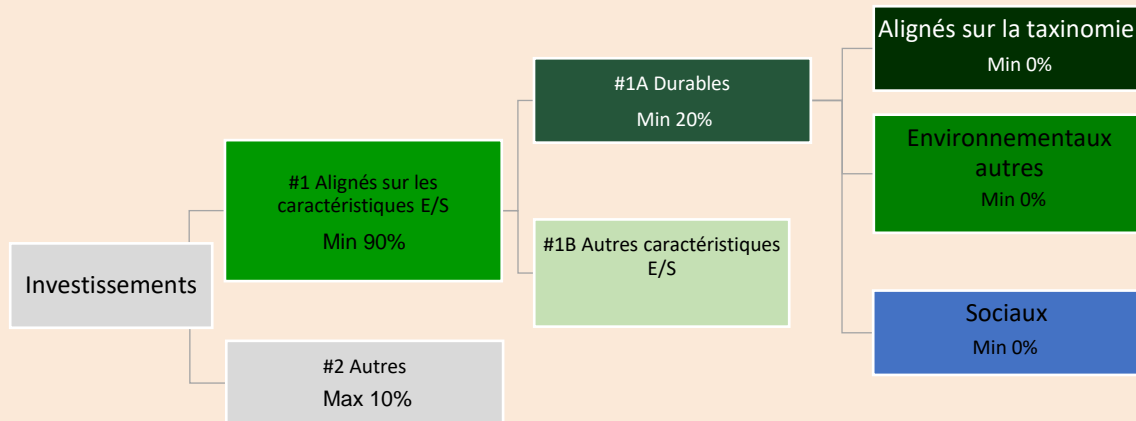 Investissements
#1 Alignés sur les
caractéristiques E/S
Min 90%
#2 Autres
Max 10%
#1A Durables
Min 20%
#1B Autres caractéristiques
E/S
Alignés sur la taxinomie
Min 0%
Environnementaux
autres
Min 0%
Sociaux
Min 0%